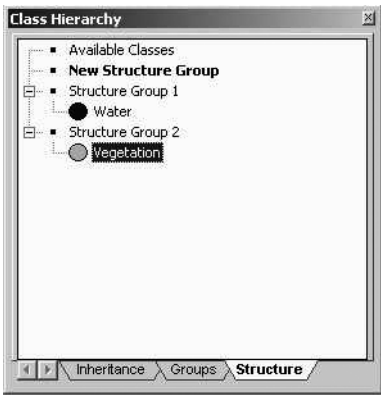 Class Hierarchy
Available Classes
New Structure Group
Structure Group 1
Water
Structure Group 2
Vegetation
Inheritance Groups Structure